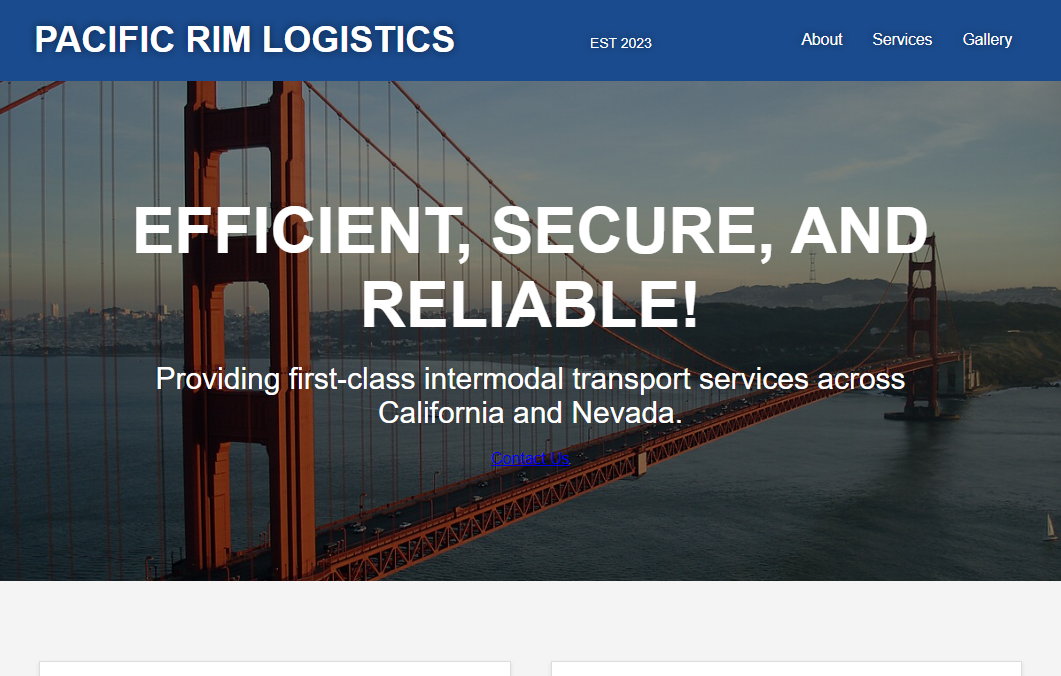 PACIFIC RIM LOGISTICS
EST 2023
About Services Gallery
EFFICIENT, SECURE, AND
RELIABLE!
Providing first-class intermodal transport services across
California and Nevada.
Contact Us